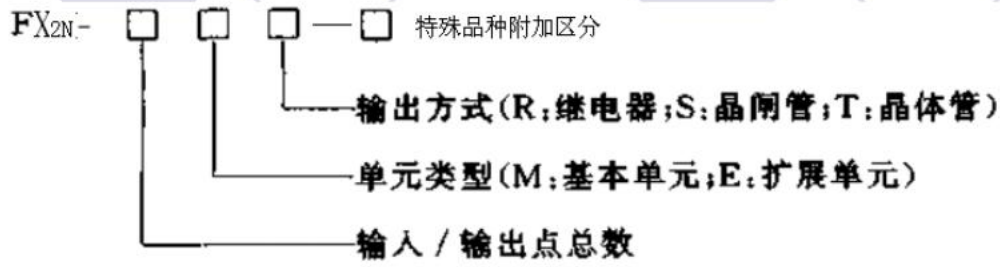 FX2N- □ □ □ — □ 特殊品种附加区分
输出方式(R:继电器;S:晶闸管;T:晶体管)
单元类型(M:基本单元;E:扩展单元)
输入/输出点总数